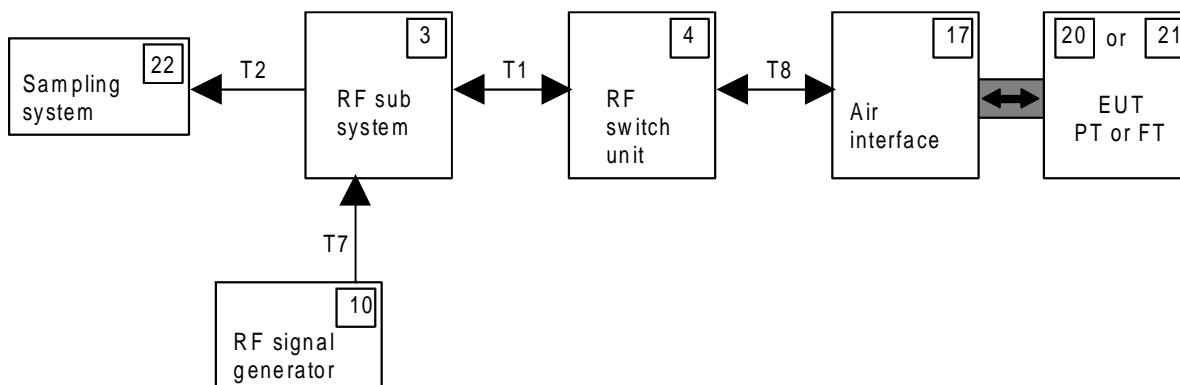 22
Sampling
system
T2
3
RF sub
system
T1
4
RF
switch
unit
T8
17
Air
interface
20 or 21
EUT
PT or FT
T7
10
RF signal
generator